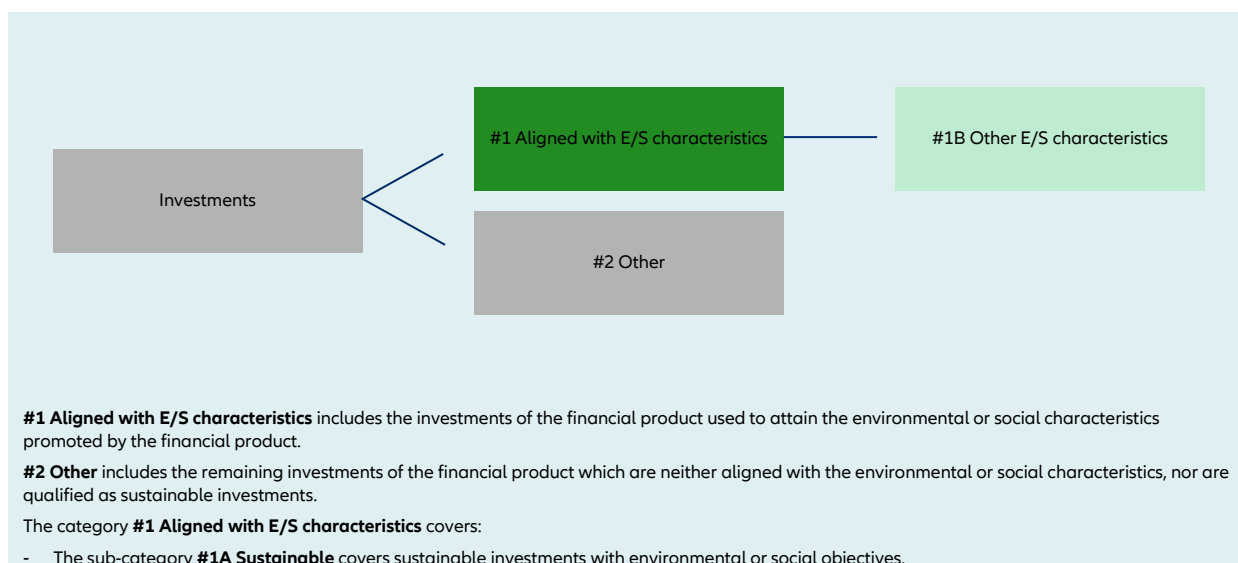 #1 Aligned with E/S characteristics
#1B Other E/S characteristics
Investments
#2 Other
#1 Aligned with E/S characteristics includes the investments of the financial product used to attain the environmental or social characteristics
promoted by the financial product.
#2 Other includes the remaining investments of the financial product which are neither aligned with the environmental or social characteristics, nor are
qualified as sustainable investments.
The category #1 Aligned with E/S characteristics covers:
- The sub-category #1A Sustainable covers sustainable investments with environmental or social objectives.